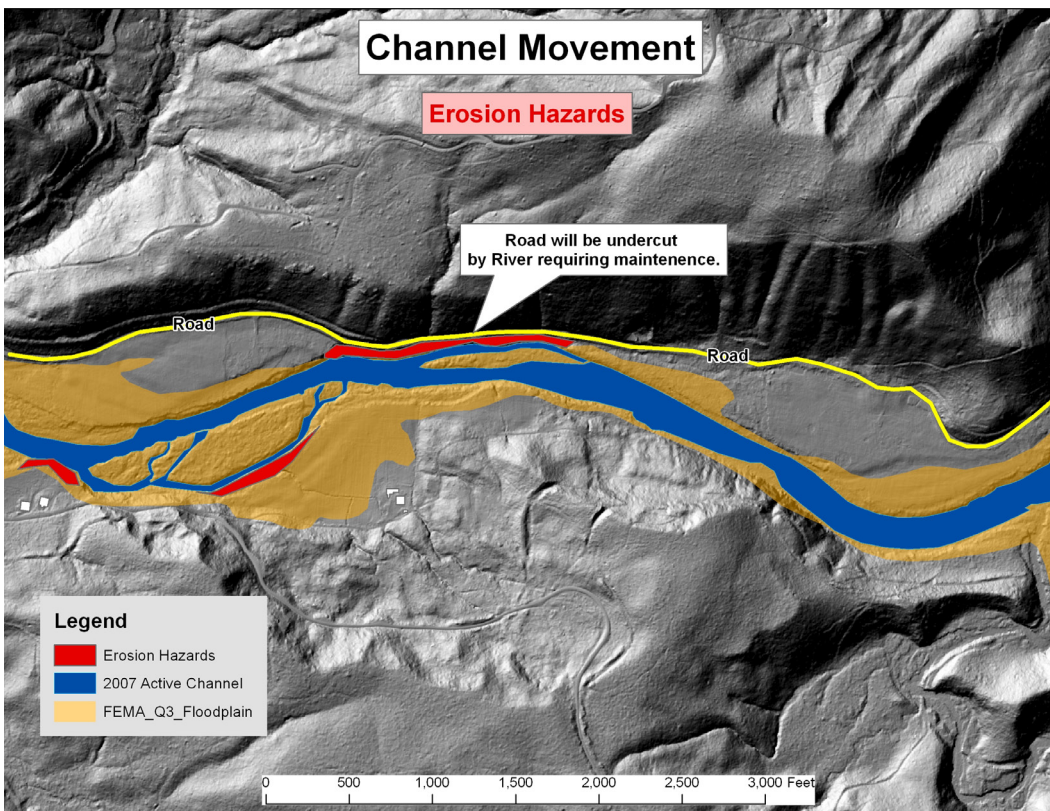 Channel Movement
Erosion Hazards
Road will be undercut
by River requiring maintenence.
Road
Road
Legend
Erosion Hazards
2007 Active Channel
FEMA_Q3_Floodplain
0 500 1,000 1,500 2,000 2,500 3,000 Feet